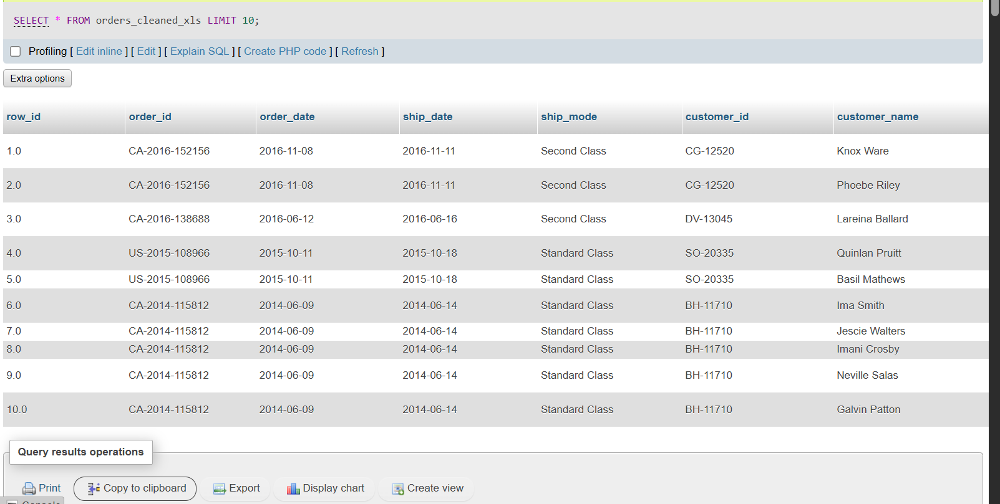 SELECT * FROM orders_cleaned_xls LIMIT 10;
Profiling [ Edit inline ] [ Edit ] [ Explain SQL ] [ Create PHP code ] [ Refresh ]
Extra options
row_id order_id order_date ship_date ship_mode customer_id customer_name
1.0 CA-2016-152156 2016-11-08 2016-11-11 Second Class CG-12520 Knox Ware
2.0 CA-2016-152156 2016-11-08 2016-11-11 Second Class CG-12520 Phoebe Riley
3.0 CA-2016-138688 2016-06-12 2016-06-16 Second Class DV-13045 Lareina Ballard
4.0 US-2015-108966 2015-10-11 2015-10-18 Standard Class SO-20335 Quinlan Pruitt
5.0 US-2015-108966 2015-10-11 2015-10-18 Standard Class SO-20335 Basil Mathews
6.0 CA-2014-115812 2014-06-09 2014-06-14 Standard Class BH-11710 Ima Smith
7.0 CA-2014-115812 2014-06-09 2014-06-14 Standard Class BH-11710 Jescie Walters
8.0 CA-2014-115812 2014-06-09 2014-06-14 Standard Class BH-11710 Imani Crosby
9.0 CA-2014-115812 2014-06-09 2014-06-14 Standard Class BH-11710 Neville Salas
10.0 CA-2014-115812 2014-06-09 2014-06-14 Standard Class BH-11710 Galvin Patton
Query results operations
Print Copy to clipboard Export Display chart Create view
Console